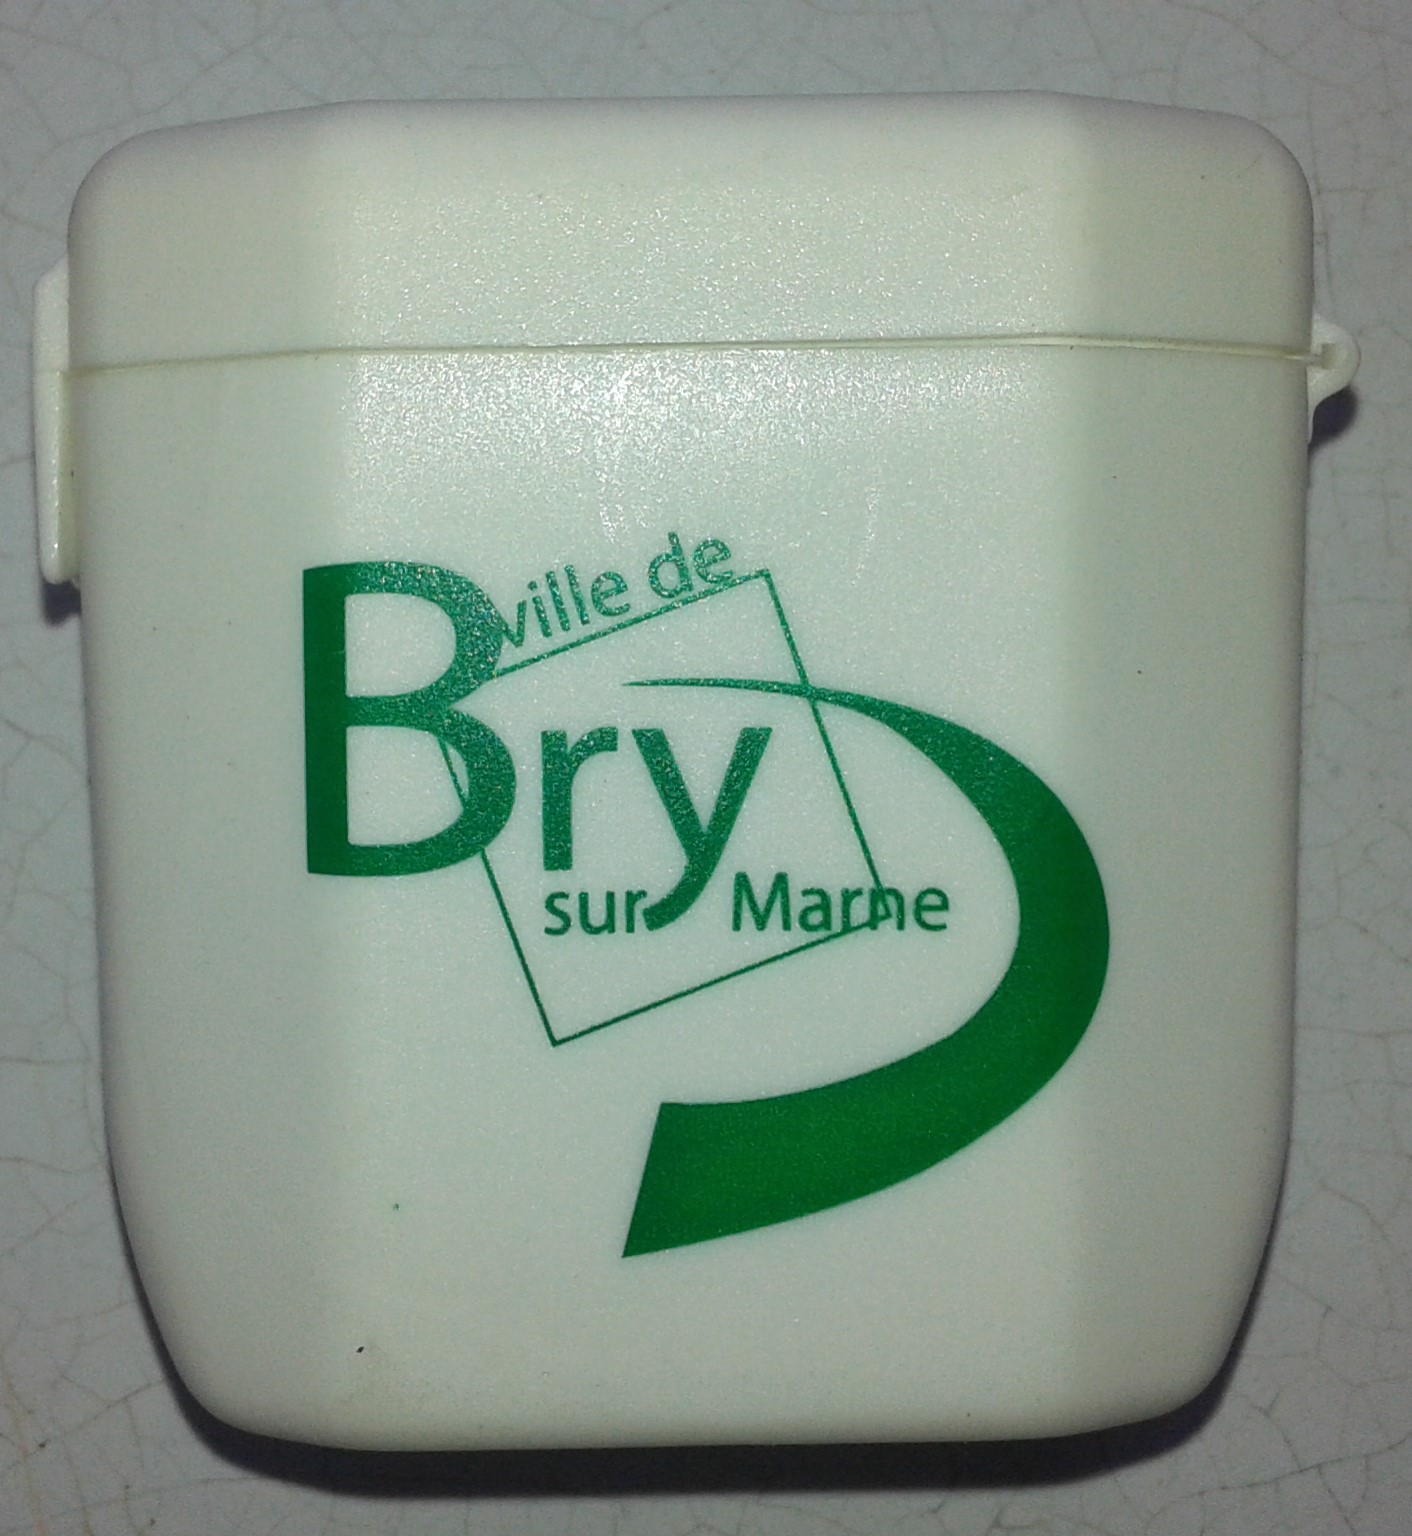 ville de
Bry
sur Marne